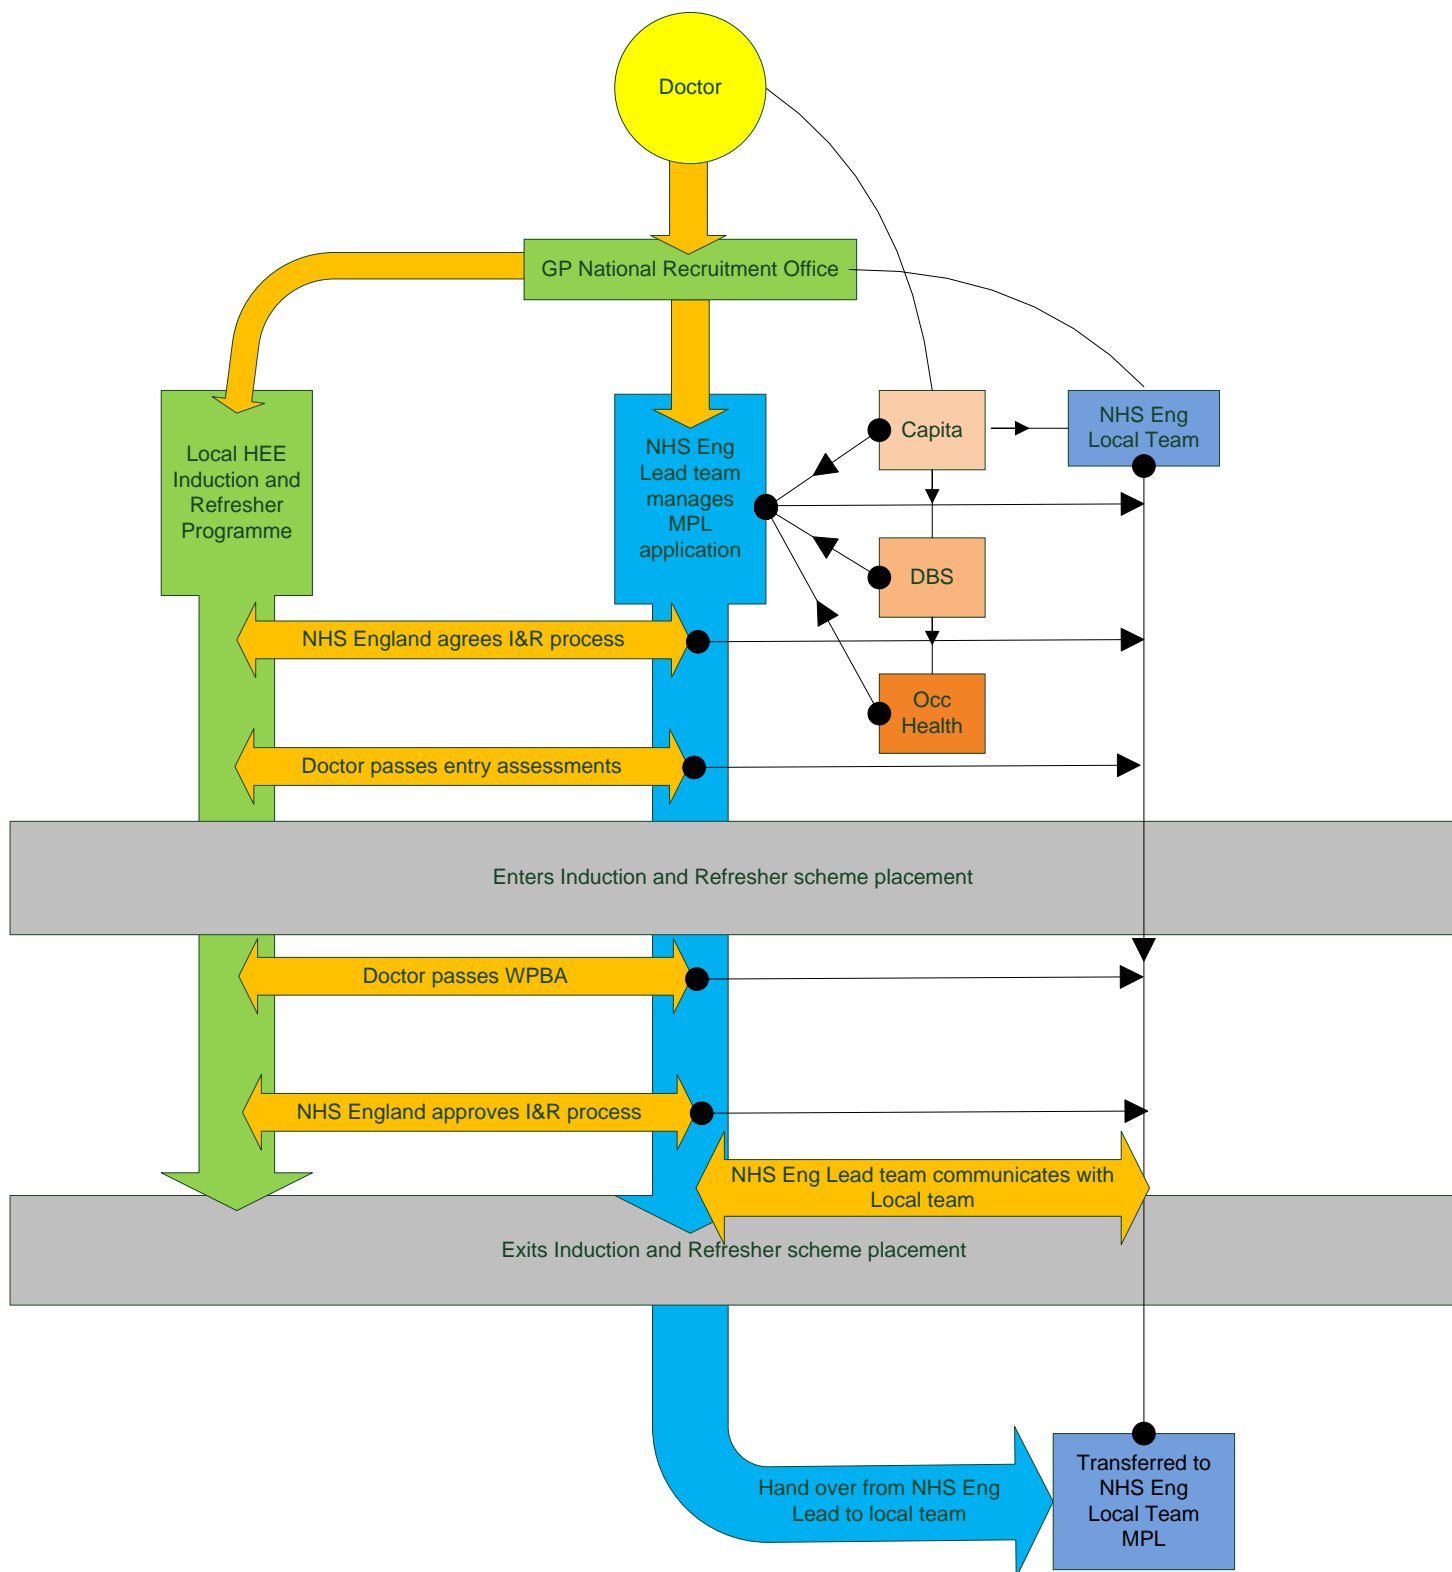 Doctor
GP National Recruitment Office
Local HEE
Induction and
Refresher
Programme
NHS Eng
Lead team
manages
MPL
application
Capita
NHS Eng
Local Team
DBS
Occ
Health
NHS England agrees I&R process
Doctor passes entry assessments
Enters Induction and Refresher scheme placement
Doctor passes WPBA
NHS England approves I&R process
NHS Eng Lead team communicates with
Local team
Exits Induction and Refresher scheme placement
Hand over from NHS Eng
Lead to local team
Transferred to
NHS Eng
Local Team
MPL